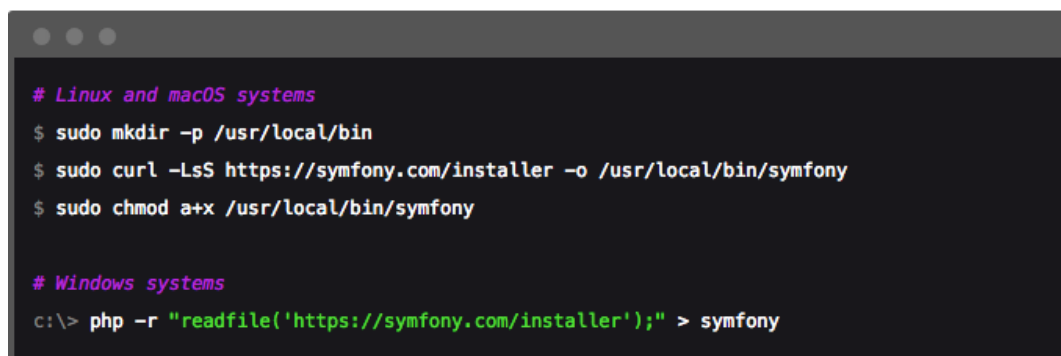 # Linux and macOS systems
$ sudo mkdir -p /usr/local/bin
$ sudo curl -LsS https://symfony.com/installer -o /usr/local/bin/symfony
$ sudo chmod a+x /usr/local/bin/symfony
# Windows systems
c:\> php -r "readfile('https://symfony.com/installer');" > symfony